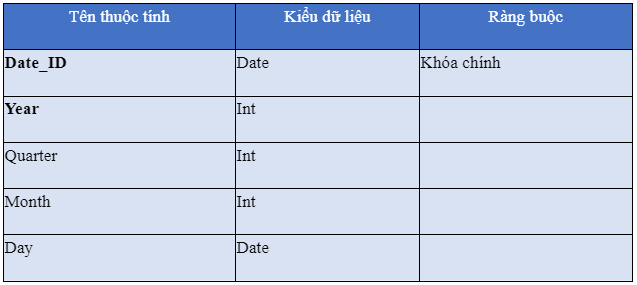 Tên thuộc tính Kiểu dữ liệu Ràng buộc
Date_ID Date Khóa chính
Year Int
Quarter Int
Month Int
Day Date